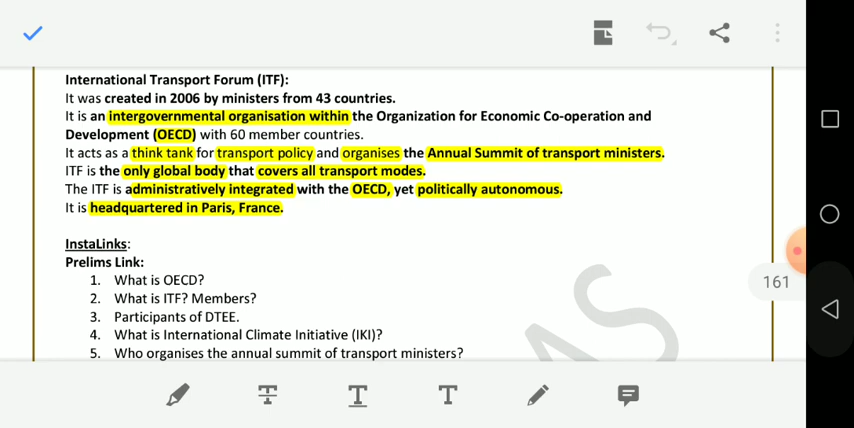 International Transport Forum (ITF):
It was created in 2006 by ministers from 43 countries.
It is an intergovernmental organisation within the Organization for Economic Co-operation and
Development (OECD) with 60 member countries.
It acts as a think tank for transport policy and organises the Annual Summit of transport ministers.
ITF is the only global body that covers all transport modes.
The ITF is administratively integrated with the OECD, yet politically autonomous.
It is headquartered in Paris, France.
InstaLinks:
Prelims Link:
1. What is OECD?
2. What is ITF? Members?
3. Participants of DTEE.
4. What is International Climate Initiative (IKI)?
5. Who organises the annual summit of transport ministers?
161
AS
T
T
T